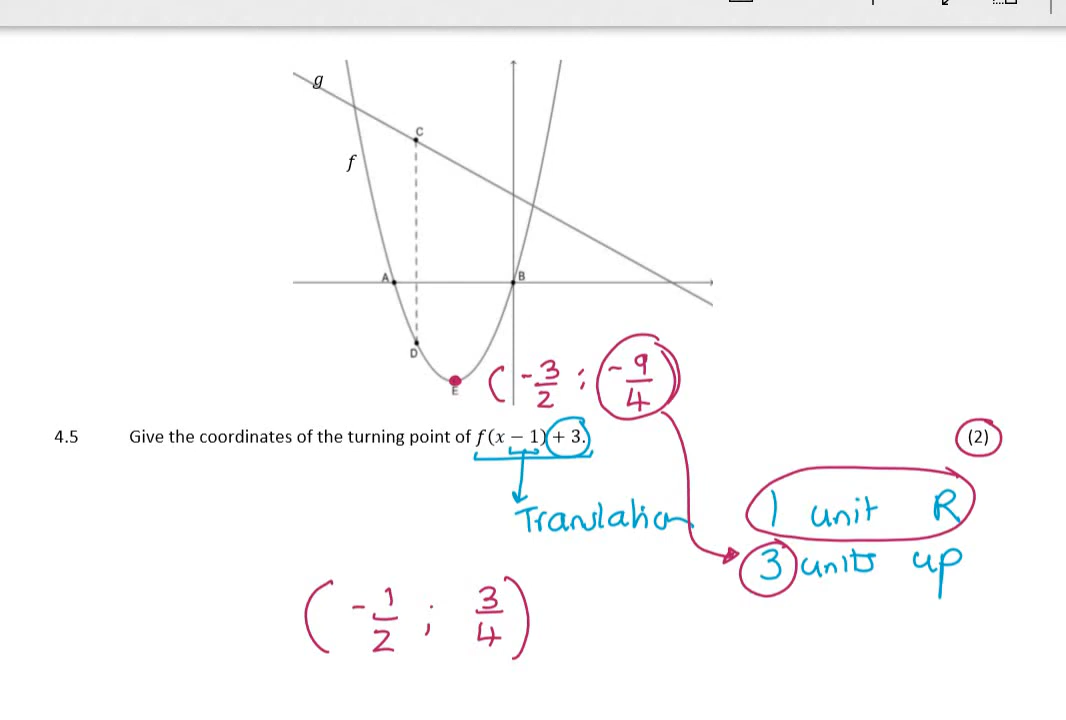 g
C
f
A
B
D
E
( -3/2 ; -9/4 )
4.5 Give the coordinates of the turning point of f(x − 1) + 3. (2)
Translation
1 unit R
3 units up
( -1/2 ; 3/4 )